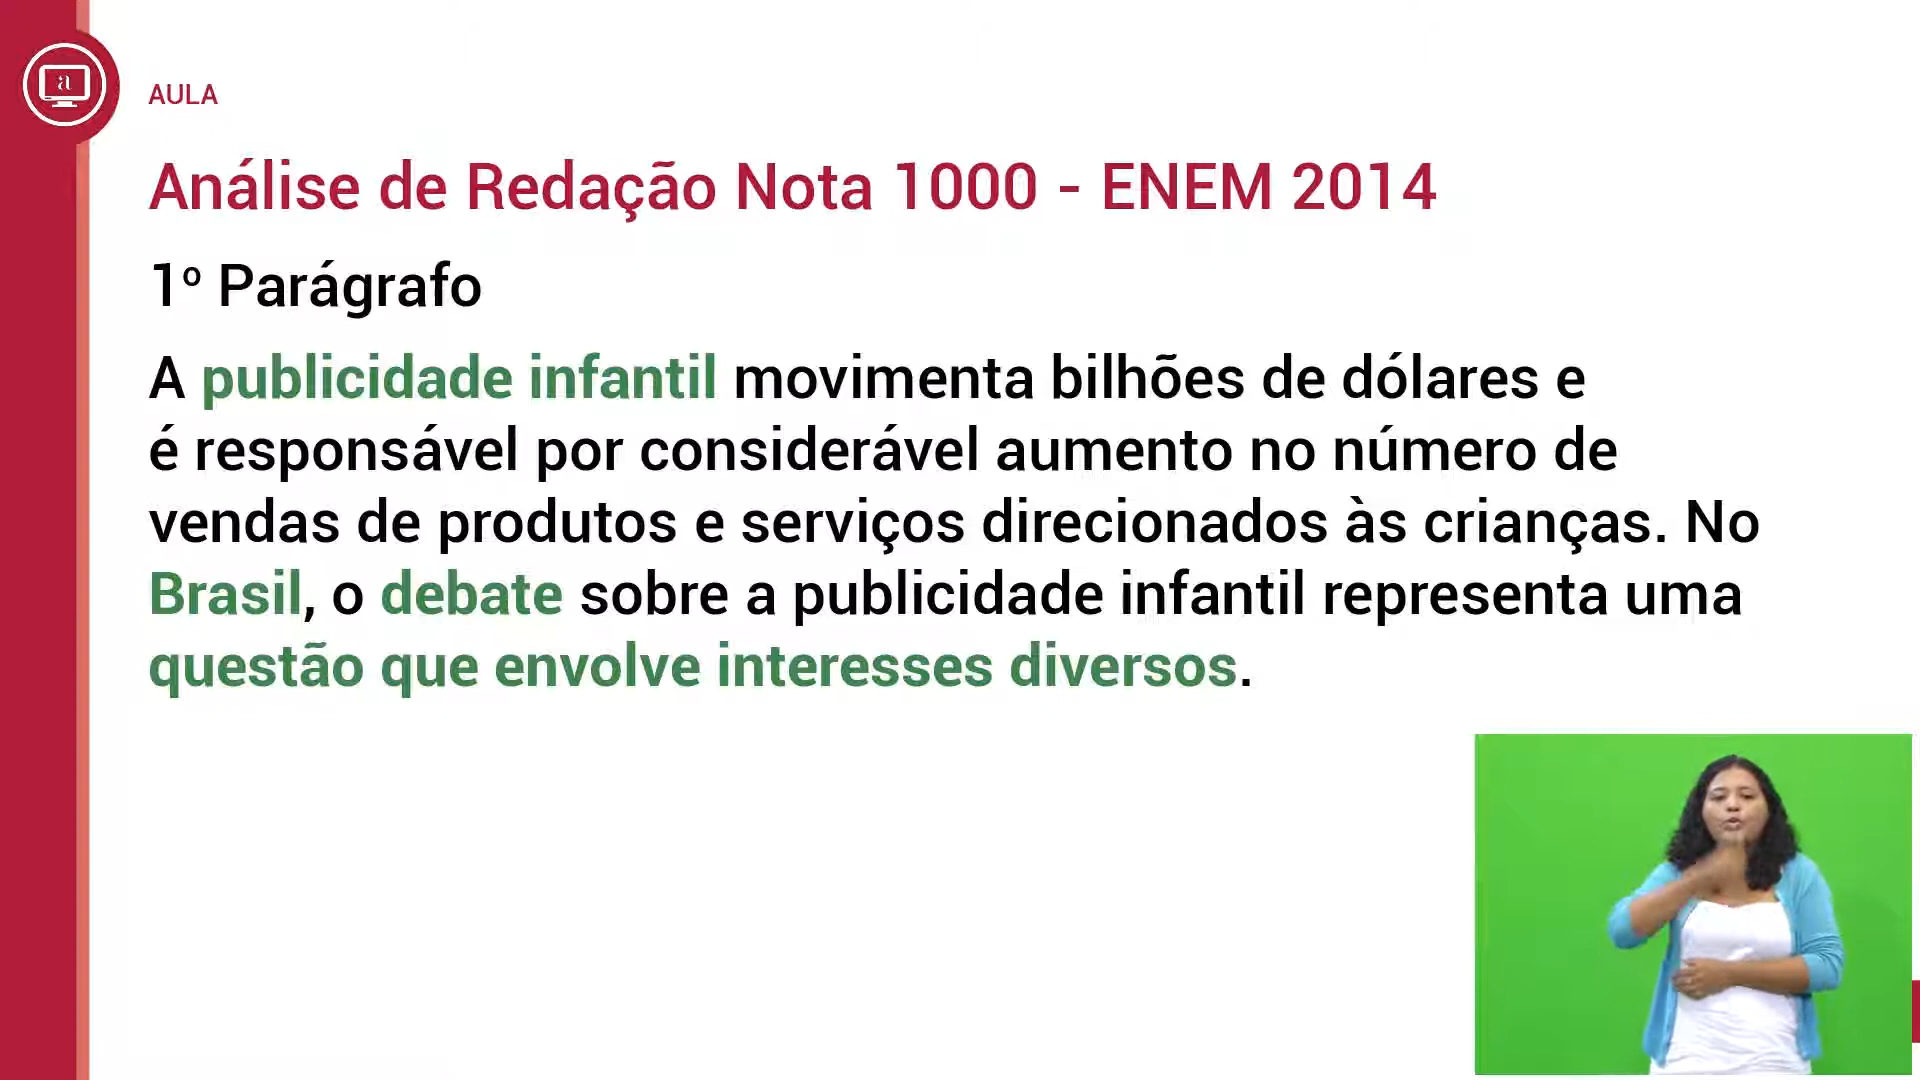 a
AULA
Análise de Redação Nota 1000 - ENEM 2014
1º Parágrafo
A publicidade infantil movimenta bilhões de dólares e
é responsável por considerável aumento no número de
vendas de produtos e serviços direcionados às crianças. No
Brasil, o debate sobre a publicidade infantil representa uma
questão que envolve interesses diversos.